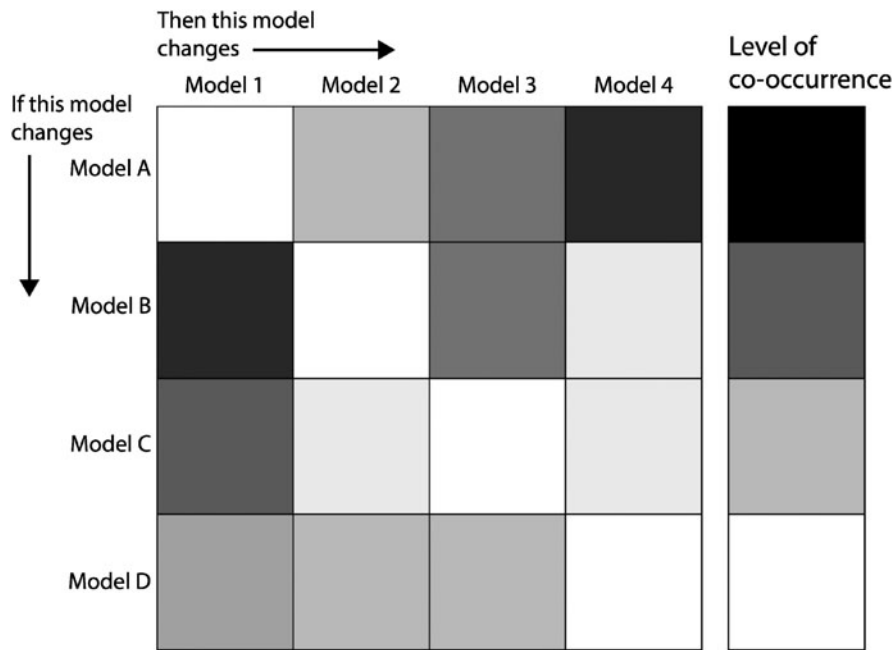 Then this model
changes
Level of
co-occurrence
Model 1 Model 2 Model 3 Model 4
If this model
changes
Model A
Model B
Model C
Model D